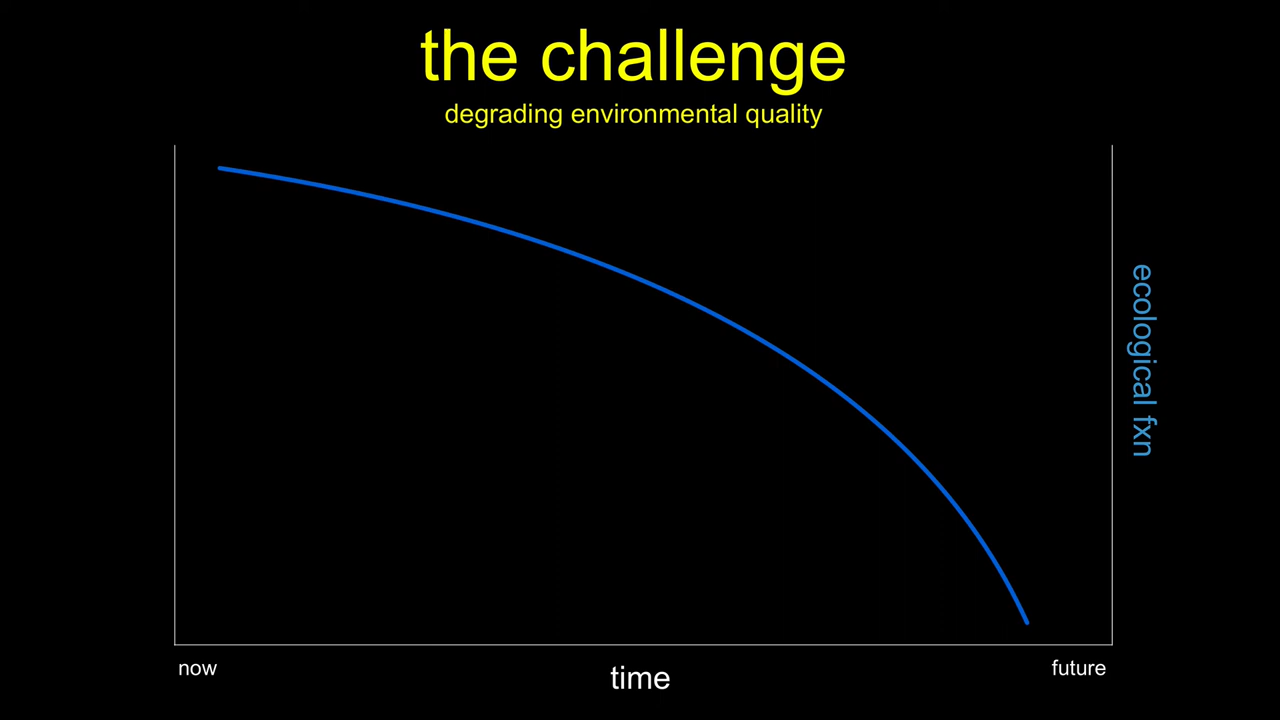 the challenge
degrading environmental quality
ecological fxn
now
time
future